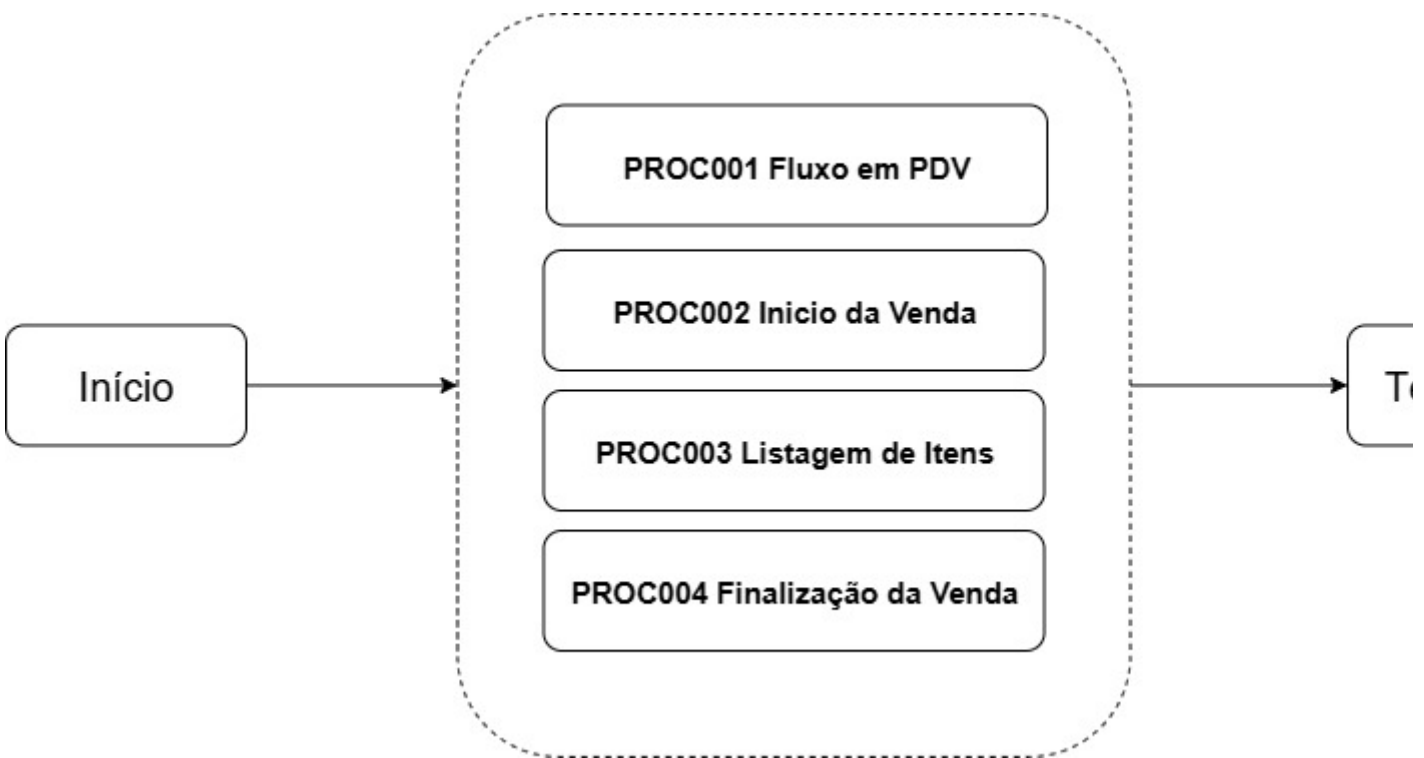 PROC001 Fluxo em PDV
PROC002 Inicio da Venda
Início
PROC003 Listagem de Itens
PROC004 Finalização da Venda